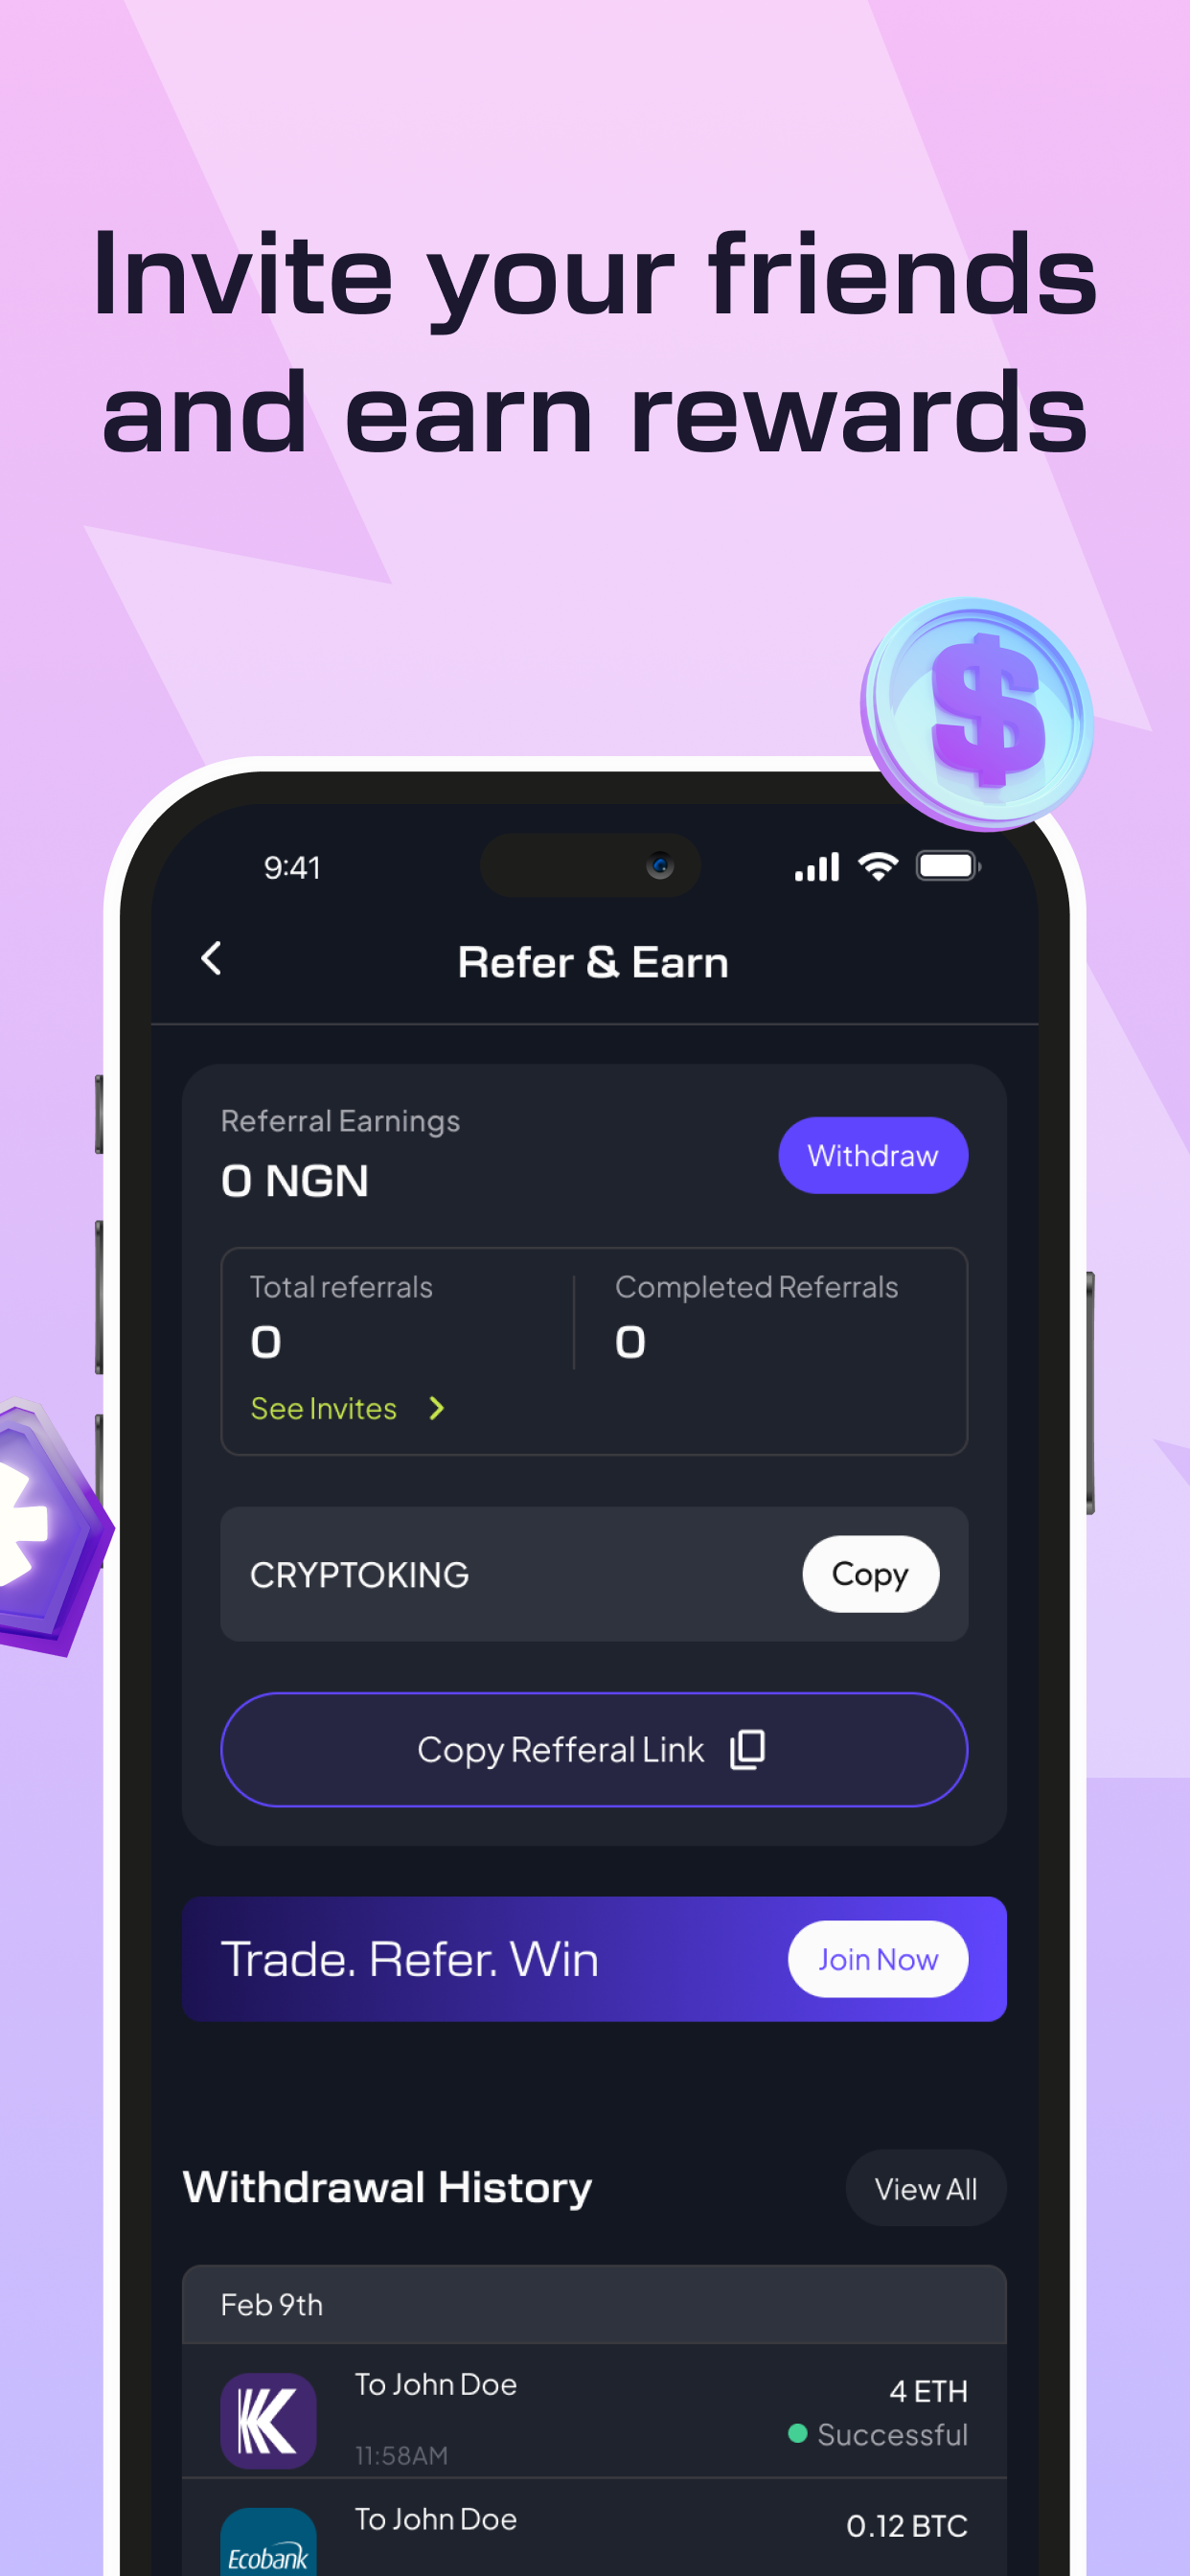 Invite your friends
and earn rewards
$
9:41
Refer & Earn
Referral Earnings
0 NGN
Withdraw
Total referrals
0
Completed Referrals
0
See Invites
CRYPTOKING
Copy
Copy Refferal Link
Trade. Refer. Win
Join Now
Withdrawal History
View All
Feb 9th
To John Doe
4 ETH
Successful
11:58AM
To John Doe
0.12 BTC
Ecobank